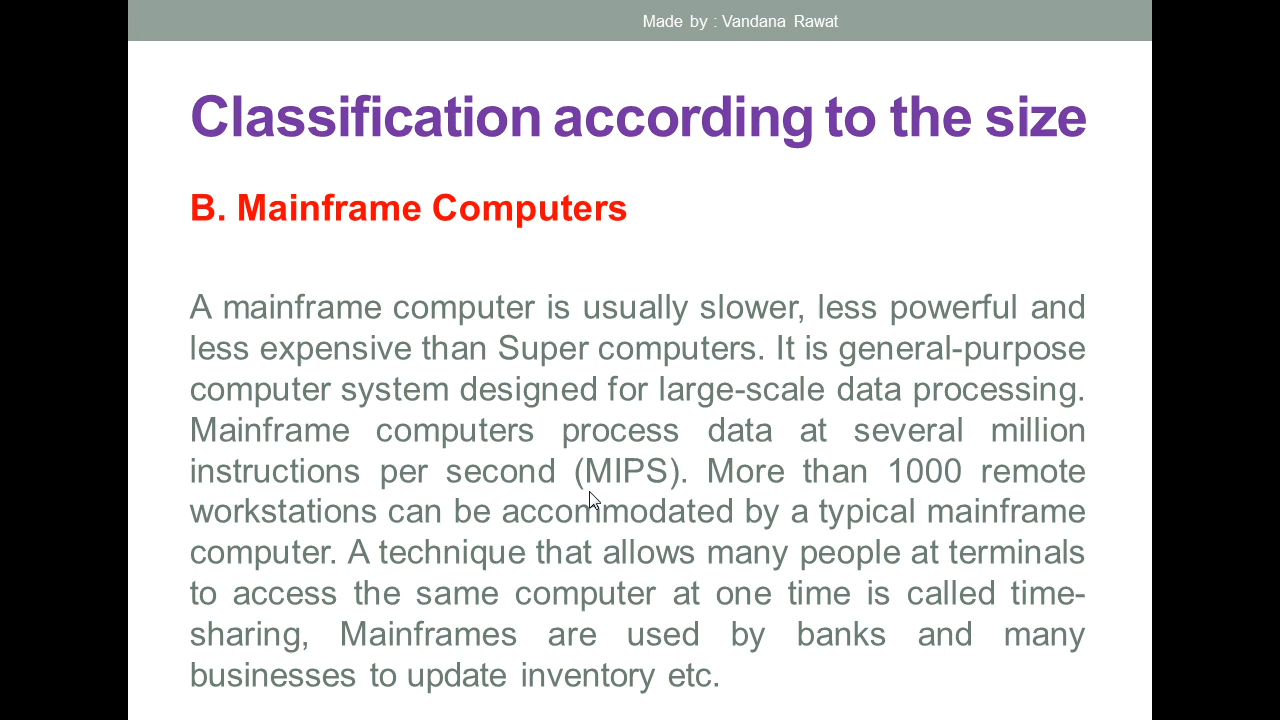 Made by : Vandana Rawat
Classification according to the size
B. Mainframe Computers
A mainframe computer is usually slower, less powerful and
less expensive than Super computers. It is general-purpose
computer system designed for large-scale data processing.
Mainframe computers process data at several million
instructions per second (MIPS). More than 1000 remote
workstations can be accommodated by a typical mainframe
computer. A technique that allows many people at terminals
to access the same computer at one time is called time-
sharing, Mainframes are used by banks and many
businesses to update inventory etc.